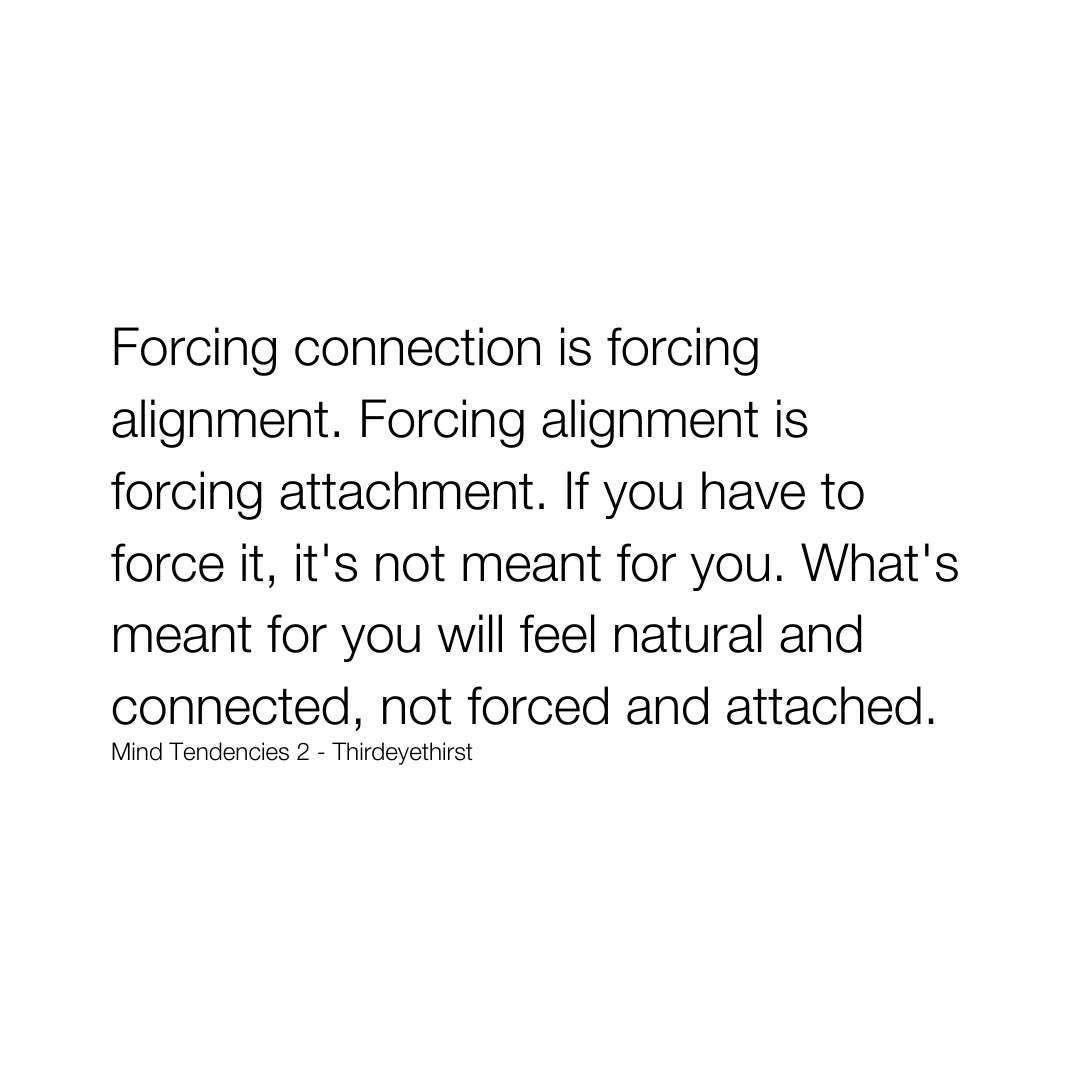 Forcing connection is forcing
alignment. Forcing alignment is
forcing attachment. If you have to
force it, it's not meant for you. What's
meant for you will feel natural and
connected, not forced and attached.
Mind Tendencies 2 - Thirdeyethirst